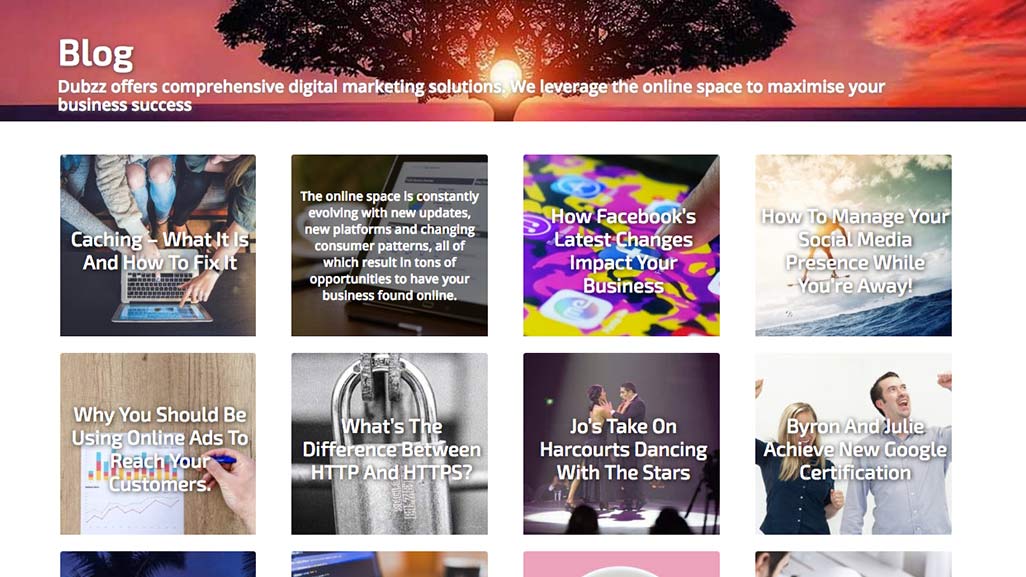 Blog
Dubzz offers comprehensive digital marketing solutions. We leverage the online space to maximise your
business success
Caching – What It Is
And How To Fix It
The online space is constantly
evolving with new updates,
new platforms and changing
consumer patterns, all of
which result in tons of
opportunities to have your
business found online.
How Facebook's
Latest Changes
Impact Your
Business
How To Manage Your
Social Media
Presence While
You're Away!
Why You Should Be
Using Online Ads To
Reach Your
Customers.
What's The
Difference Between
HTTP And HTTPS?
Jo's Take On
Harcourts Dancing
With The Stars
Byron And Julie
Achieve New Google
Certification